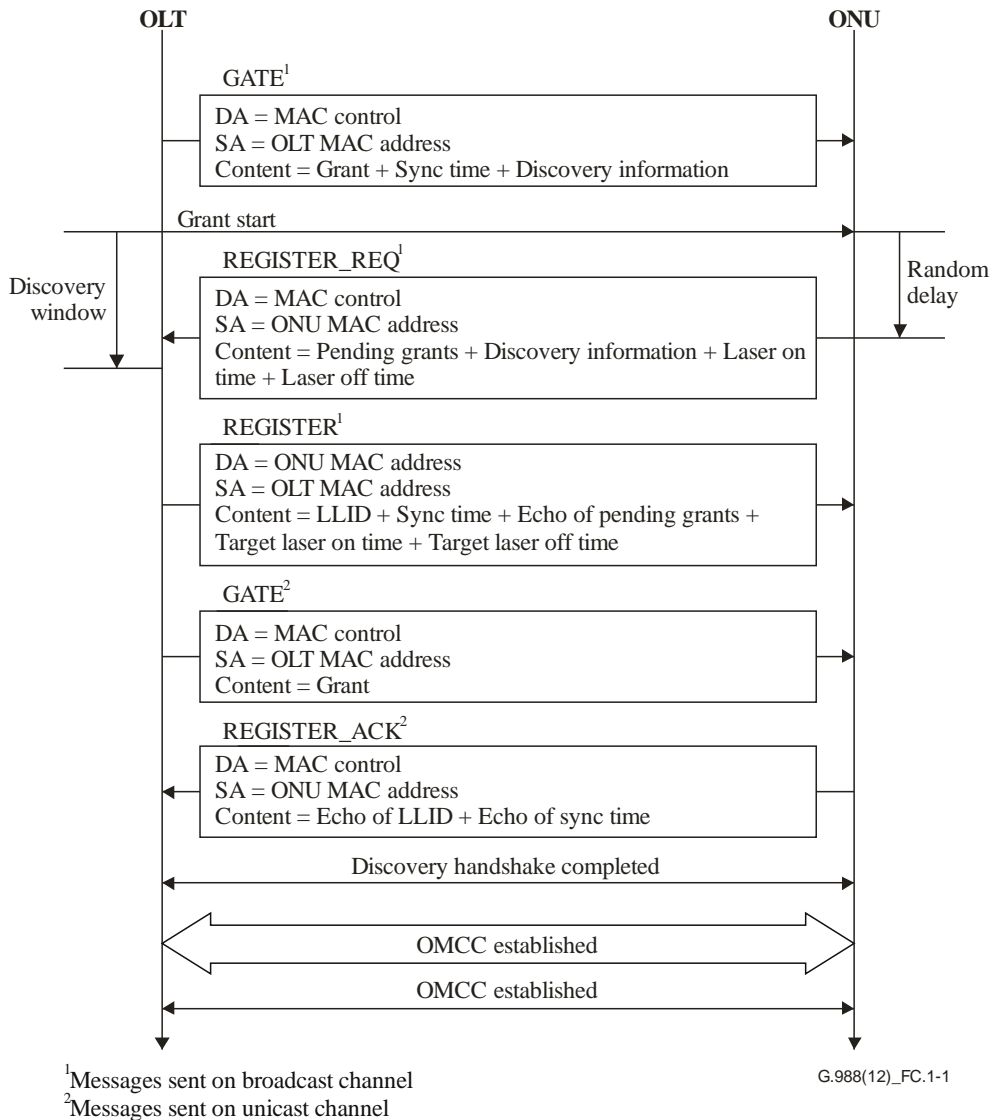 OLT
ONU
GATE¹
DA = MAC control
SA = OLT MAC address
Content = Grant + Sync time + Discovery information
Grant start
Discovery
window
Random
delay
REGISTER_REQ¹
DA = MAC control
SA = ONU MAC address
Content = Pending grants + Discovery information + Laser on
time + Laser off time
REGISTER¹
DA = ONU MAC address
SA = OLT MAC address
Content = LLID + Sync time + Echo of pending grants +
Target laser on time + Target laser off time
GATE²
DA = MAC control
SA = OLT MAC address
Content = Grant
REGISTER_ACK²
DA = MAC control
SA = ONU MAC address
Content = Echo of LLID + Echo of sync time
Discovery handshake completed
OMCC established
OMCC established
¹Messages sent on broadcast channel
²Messages sent on unicast channel
G.988(12)_FC.1-1